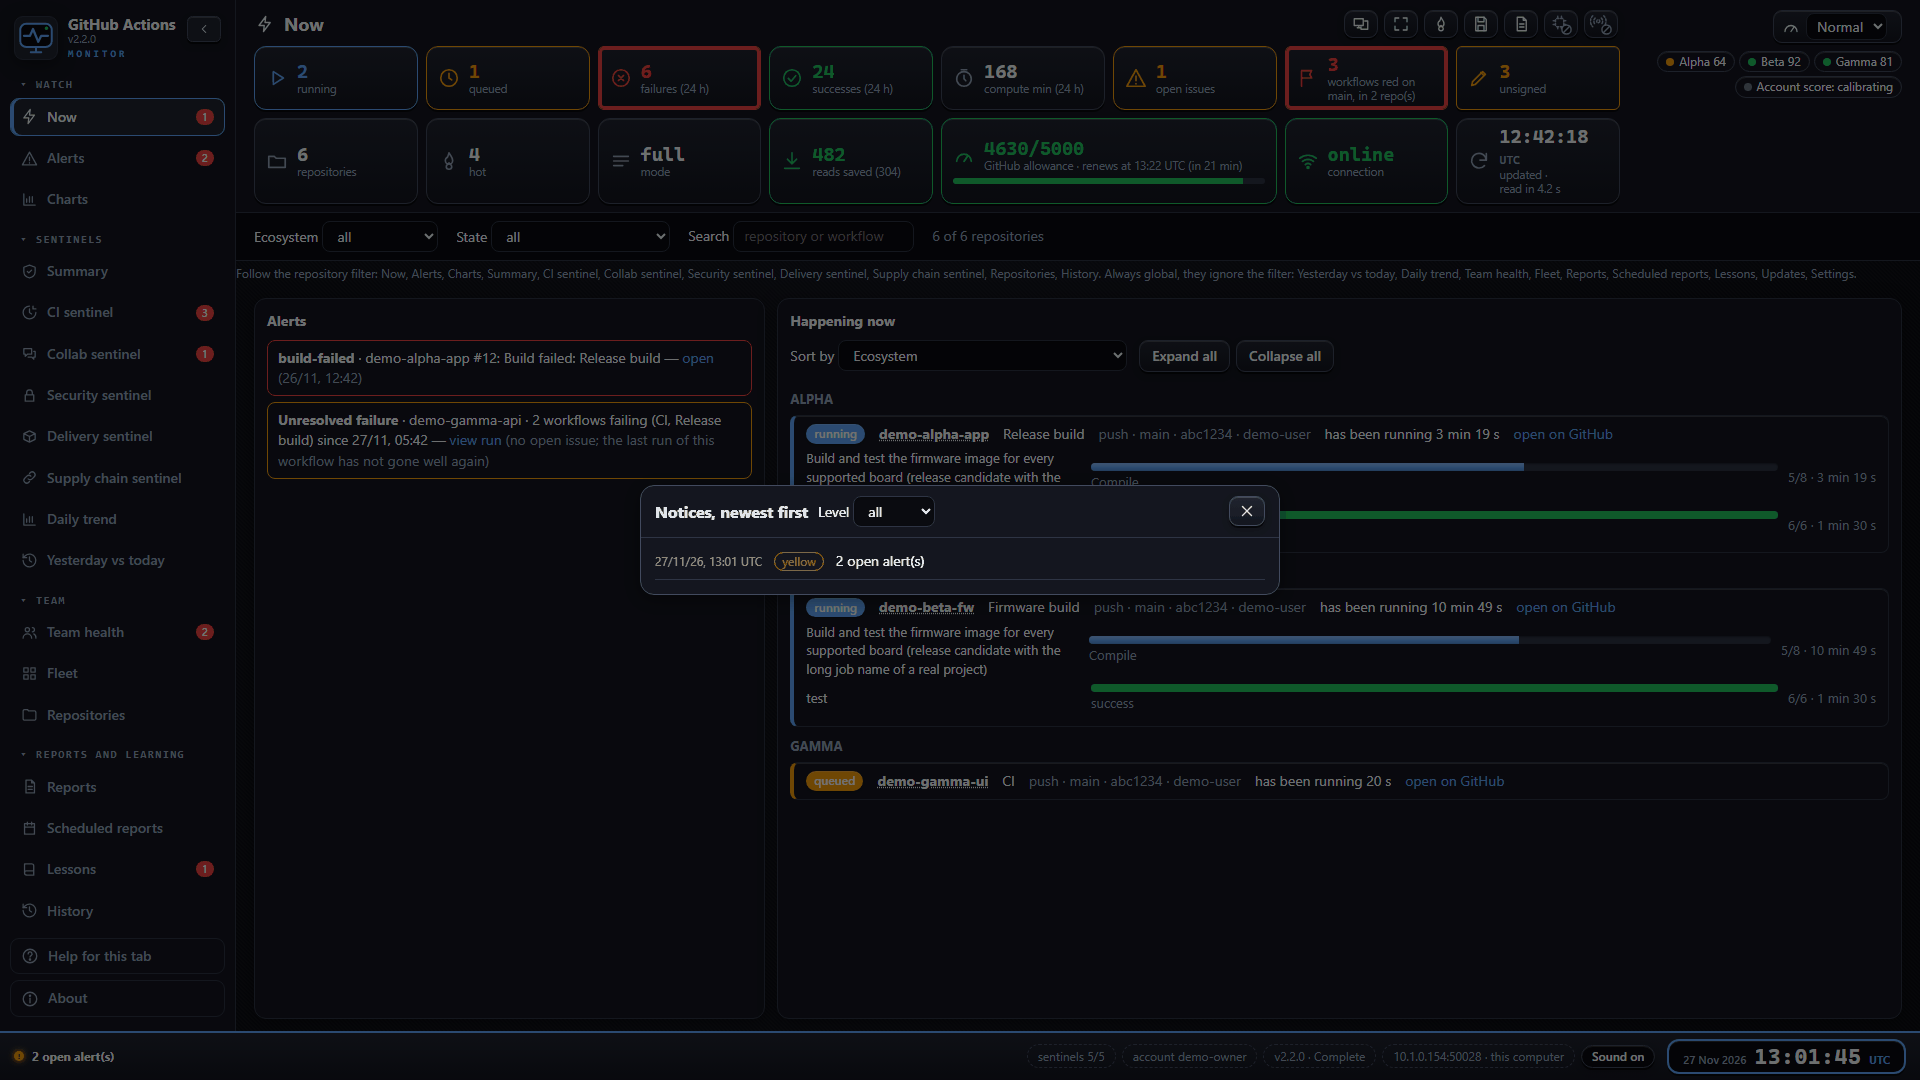 GitHub Actions
v2.2.0
MONITOR
WATCH
Now 1
Alerts 2
Charts
SENTINELS
Summary
CI sentinel 3
Collab sentinel 1
Security sentinel
Delivery sentinel
Supply chain sentinel
Daily trend
Yesterday vs today
TEAM
Team health 2
Fleet
Repositories
REPORTS AND LEARNING
Reports
Scheduled reports
Lessons 1
History
Help for this tab
About
Now
Normal
2
running
1
queued
6
failures (24 h)
24
successes (24 h)
168
compute min (24 h)
1
open issues
3
workflows red on
main, in 2 repo(s)
3
unsigned
Alpha 64
Beta 92
Gamma 81
Account score: calibrating
6
repositories
4
hot
full
mode
482
reads saved (304)
4630/5000
GitHub allowance · renews at 13:22 UTC (in 21 min)
online
connection
12:42:18
UTC
updated ·
read in 4.2 s
Ecosystem all State all Search repository or workflow 6 of 6 repositories
Follow the repository filter: Now, Alerts, Charts, Summary, CI sentinel, Collab sentinel, Security sentinel, Delivery sentinel, Supply chain sentinel, Repositories, History. Always global, they ignore the filter: Yesterday vs today, Daily trend, Team health, Fleet, Reports, Scheduled reports, Lessons, Updates, Settings.
Alerts
build-failed · demo-alpha-app #12: Build failed: Release build — open
(26/11, 12:42)
Unresolved failure · demo-gamma-api · 2 workflows failing (CI, Release
build) since 27/11, 05:42 — view run (no open issue; the last run of this
workflow has not gone well again)
Happening now
Sort by Ecosystem Expand all Collapse all
ALPHA
running demo-alpha-app Release build push · main · abc1234 · demo-user has been running 3 min 19 s open on GitHub
Build and test the firmware image for every
supported board (release candidate with the
Compile
5/8 · 3 min 19 s
6/6 · 1 min 30 s
Notices, newest first Level all
27/11/26, 13:01 UTC yellow 2 open alert(s)
running demo-beta-fw Firmware build push · main · abc1234 · demo-user has been running 10 min 49 s open on GitHub
Build and test the firmware image for every
supported board (release candidate with the
long job name of a real project)
Compile
5/8 · 10 min 49 s
test
success
6/6 · 1 min 30 s
GAMMA
queued demo-gamma-ui CI push · main · abc1234 · demo-user has been running 20 s open on GitHub
2 open alert(s)
sentinels 5/5
account demo-owner
v2.2.0 · Complete
10.1.0.154:50028 · this computer
Sound on
27 Nov 2026 13:01:45 UTC